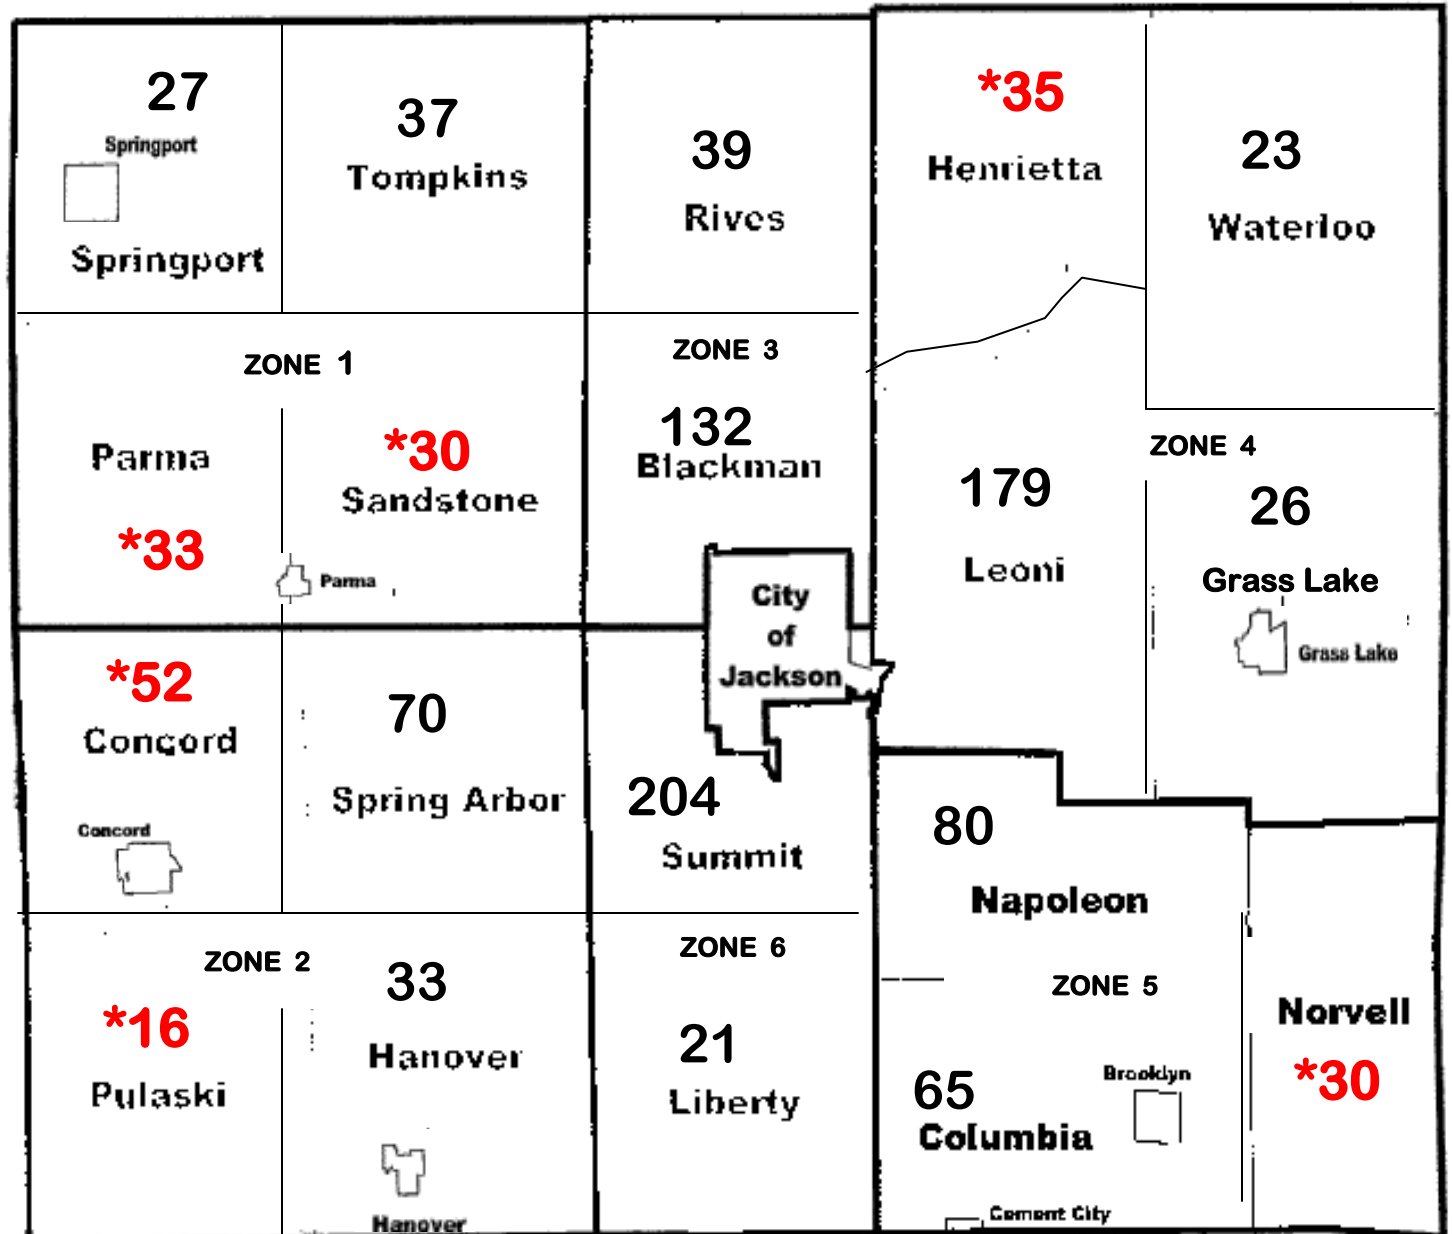 27
Springport
Springport
37
Tompkins
39
Rives
*35
Henrietta
23
Waterloo
ZONE 1
Parma
*33
*30
Sandstone
Parma
ZONE 3
132
Blackman
City
of
Jackson
ZONE 4
179
Leoni
26
Grass Lake
Grass Lake
*52
Concord
Concord
70
Spring Arbor
204
Summit
80
Napoleon
ZONE 2
*16
Pulaski
33
Hanover
Hanover
ZONE 6
21
Liberty
ZONE 5
65
Columbia
Brooklyn
Cement City
Norvell
*30